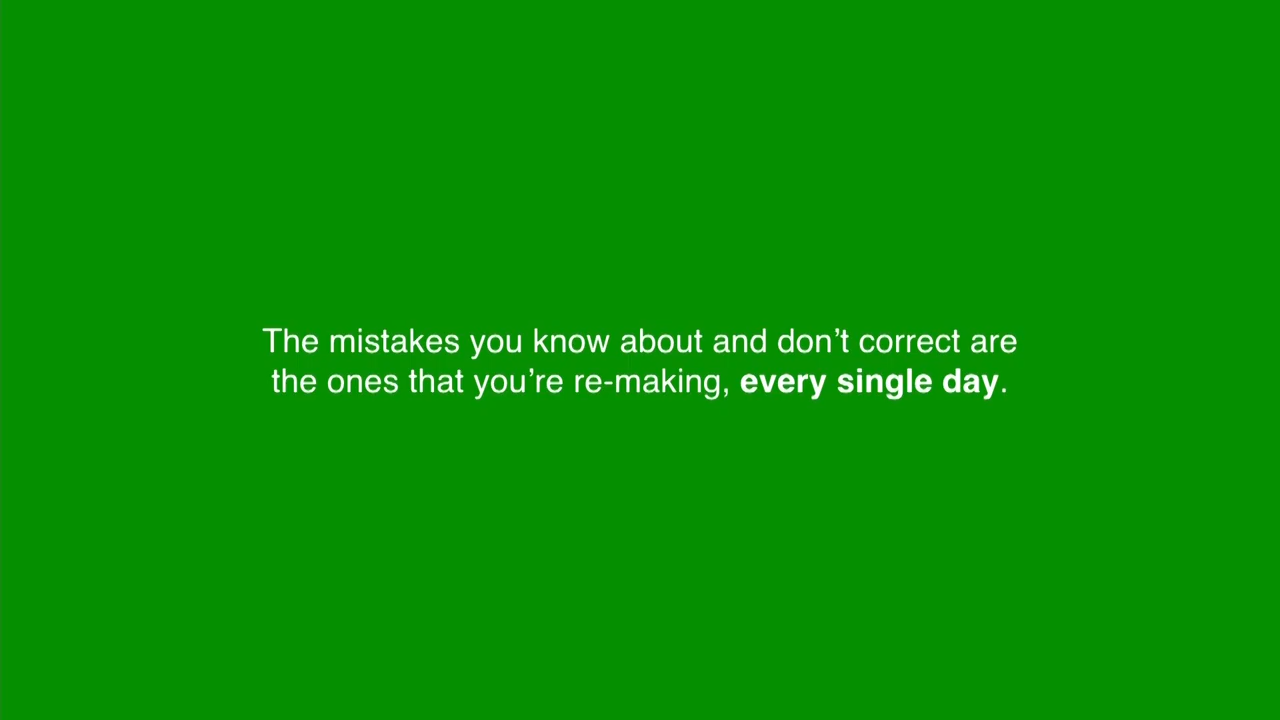 The mistakes you know about and don’t correct are
the ones that you’re re-making, every single day.